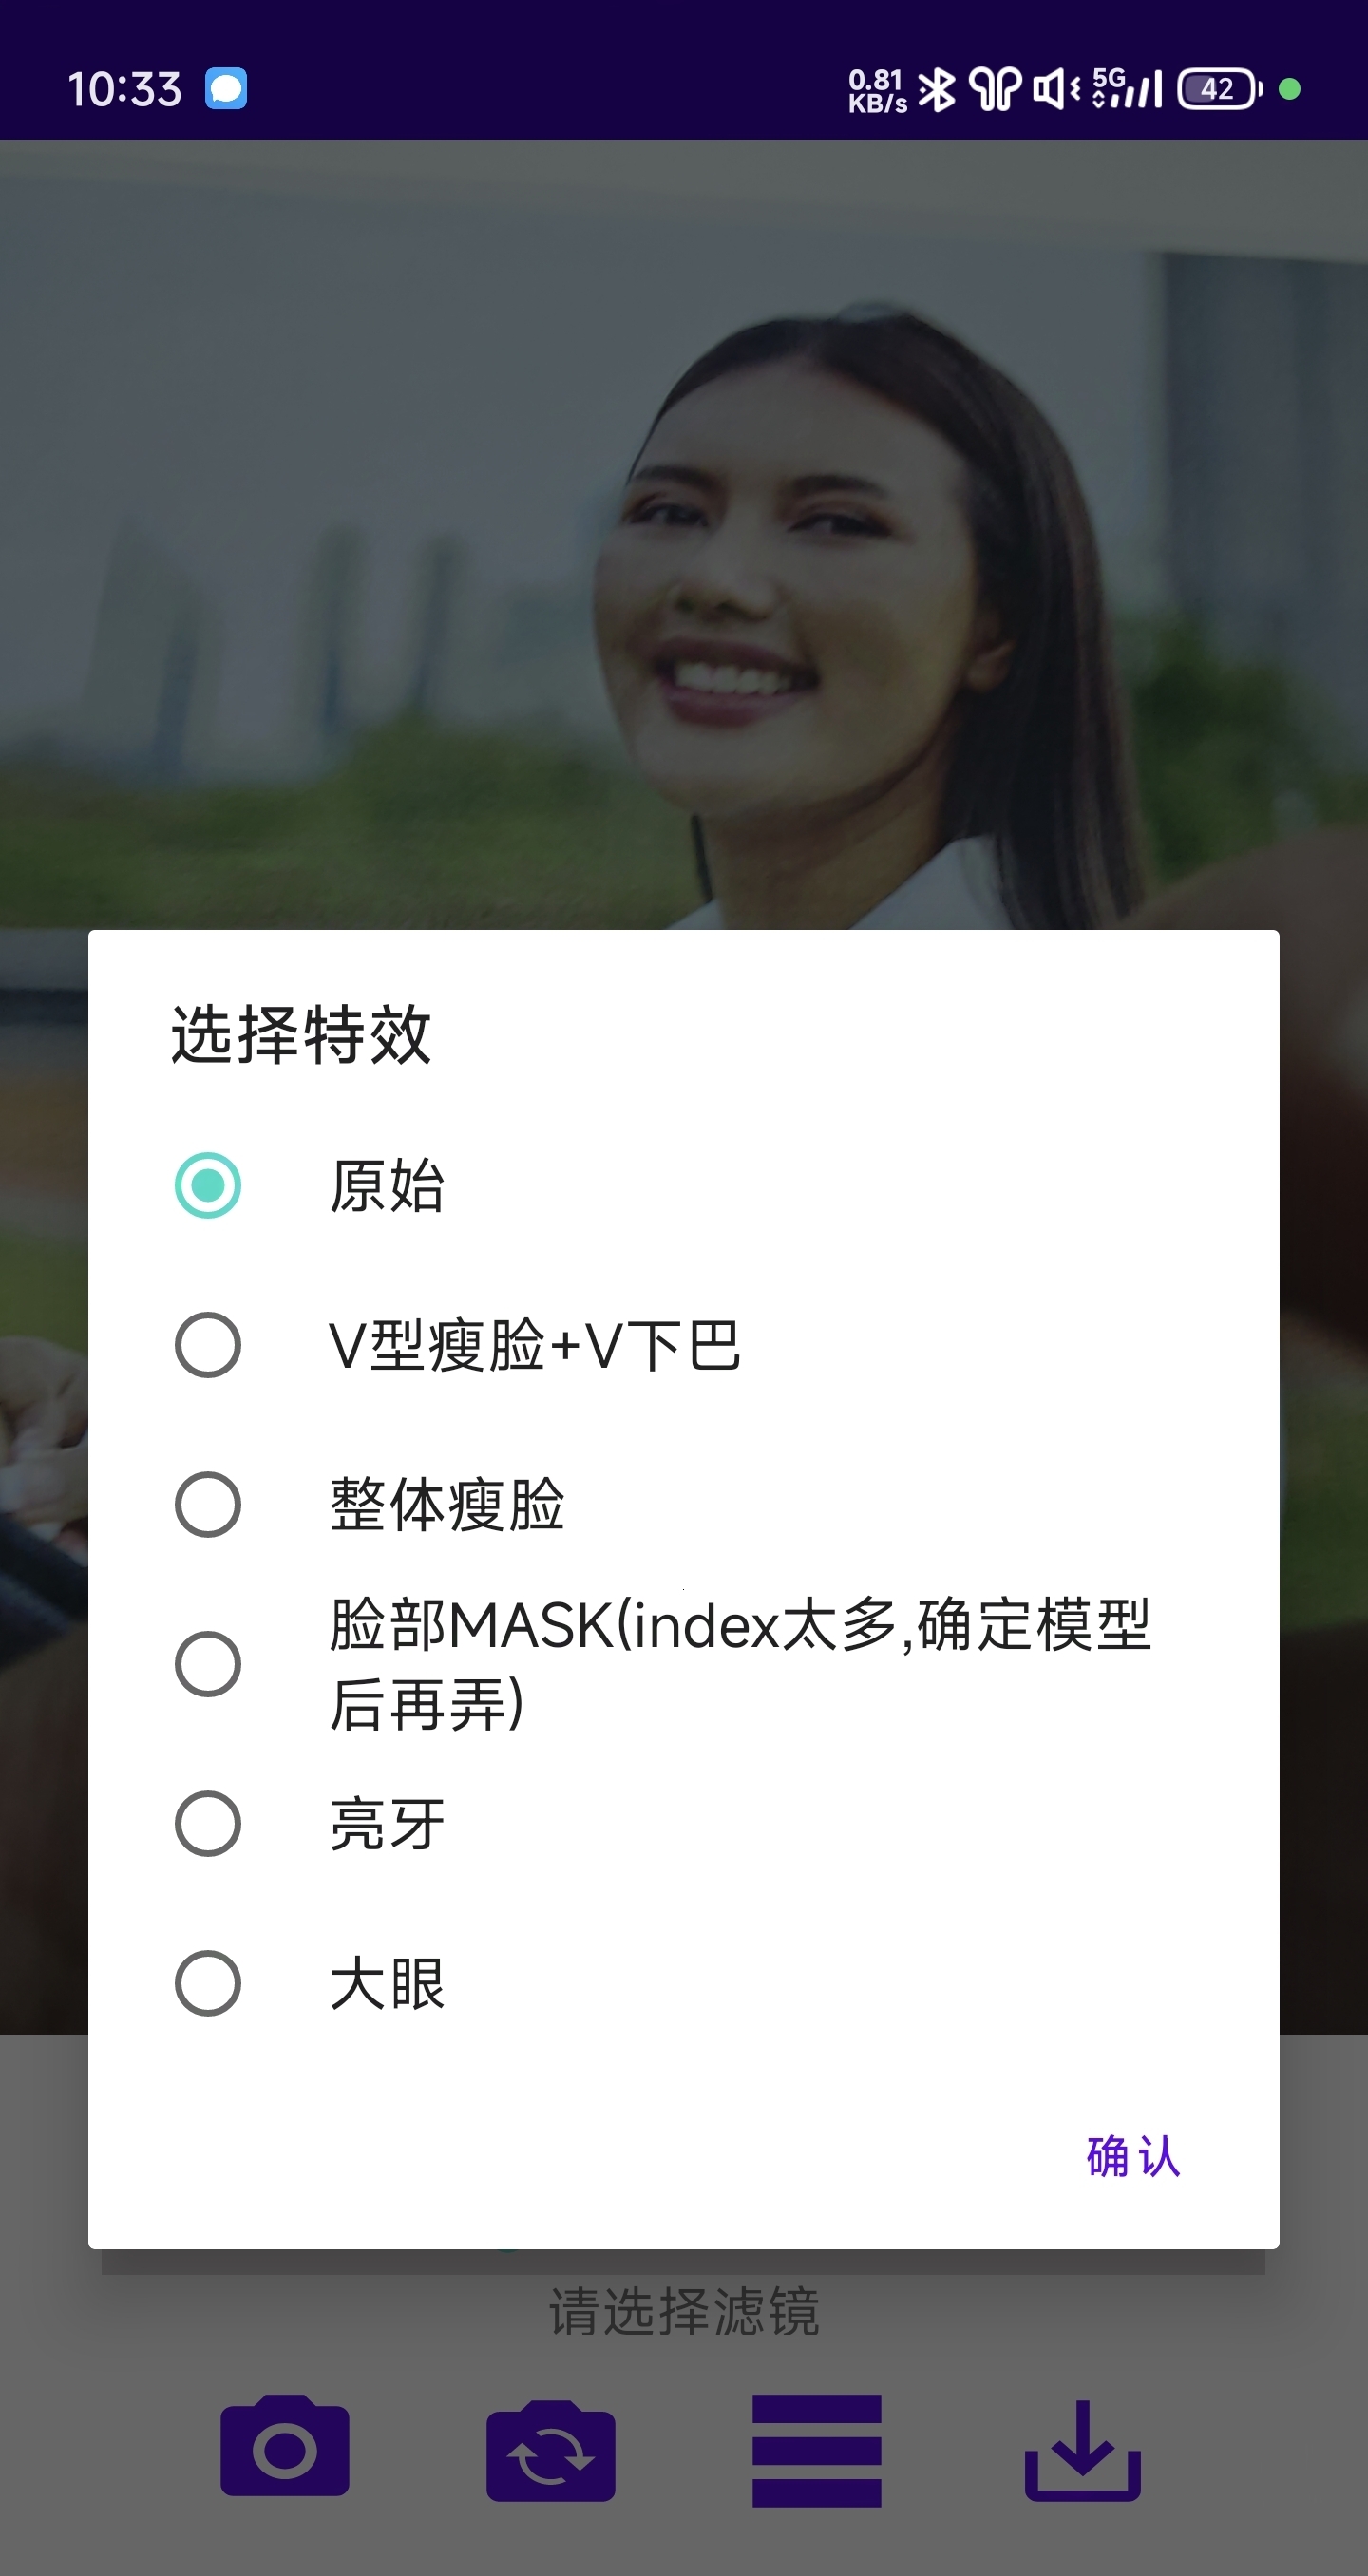 10:33
0.81
KB/s
5G
42
选择特效
原始
V型瘦脸+V下巴
整体瘦脸
脸部MASK(index太多,确定模型
后再弄)
亮牙
大眼
确认
请选择滤镜